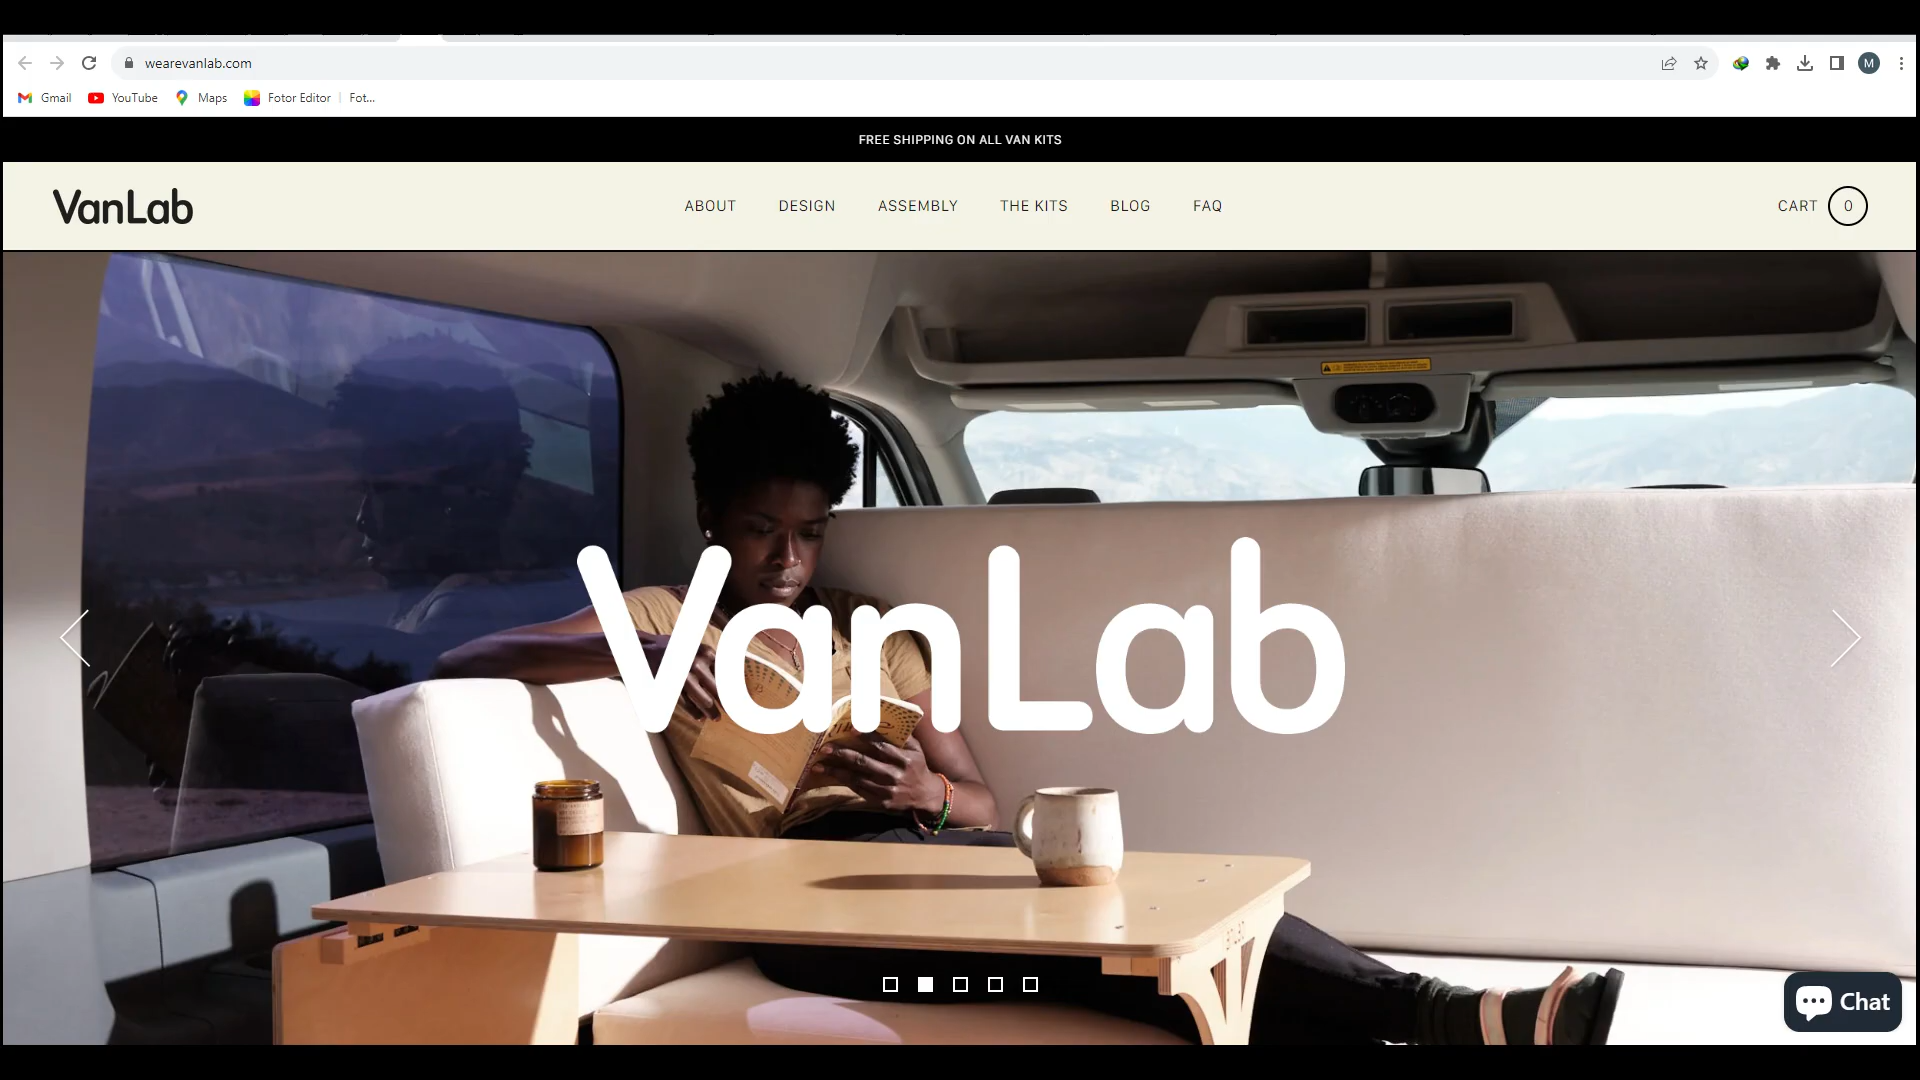 wearevanlab.com
M
Gmail YouTube Maps Fotor Editor | Fot...
FREE SHIPPING ON ALL VAN KITS
VanLab ABOUT DESIGN ASSEMBLY THE KITS BLOG FAQ CART 0
VanLab
Chat